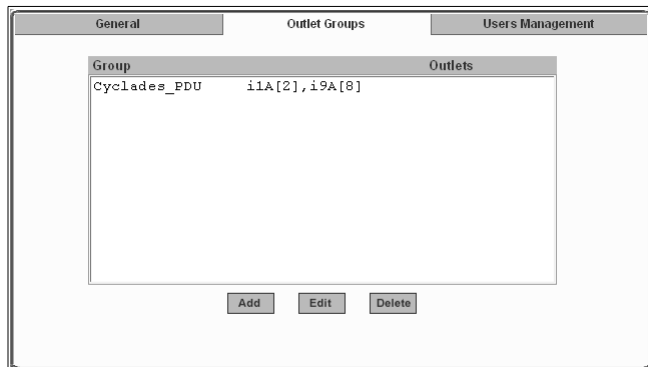 General Outlet Groups Users Management
Group Outlets
Cyclades_PDU i1A[2],i9A[8]
Add Edit Delete